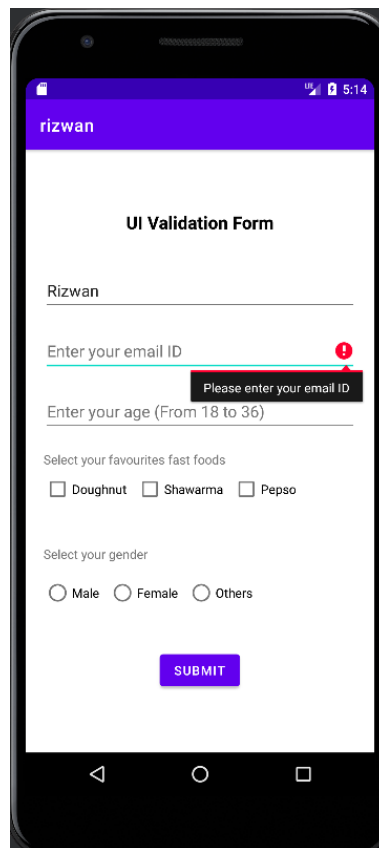 5:14
rizwan
UI Validation Form
Rizwan
Enter your email ID
Please enter your email ID
Enter your age (From 18 to 36)
Select your favourites fast foods
Doughnut Shawarma Pepso
Select your gender
Male Female Others
SUBMIT